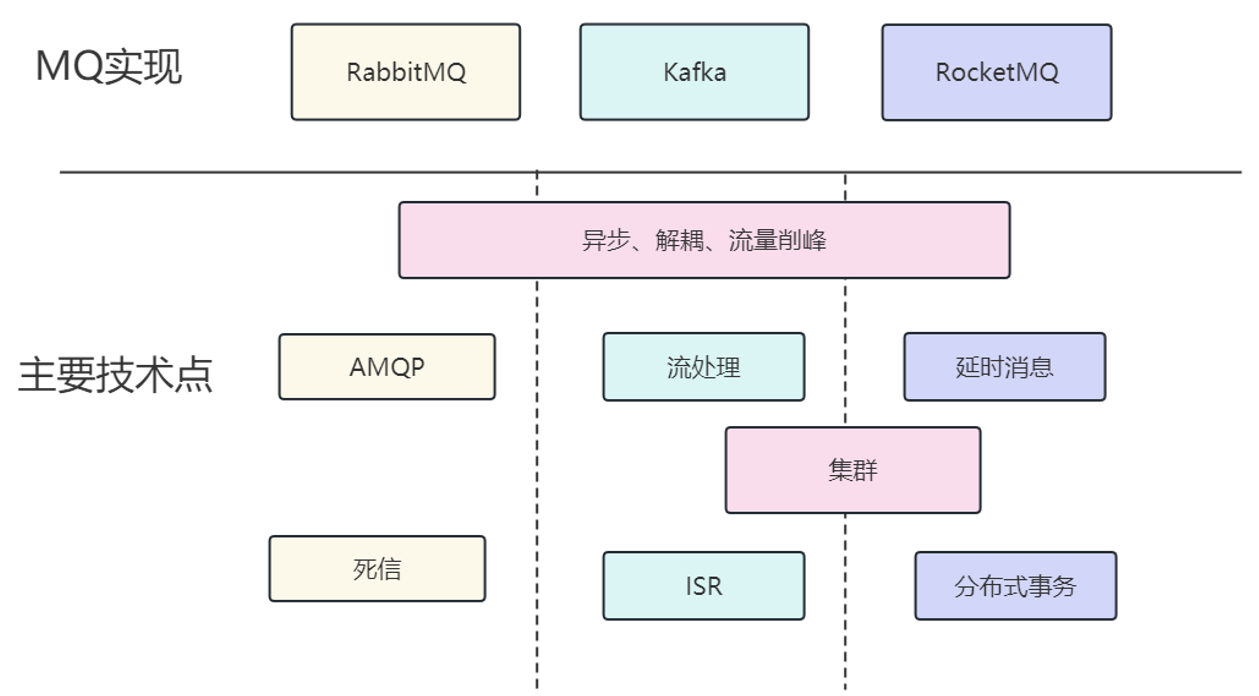 MQ实现
RabbitMQ
Kafka
RocketMQ
异步、解耦、流量削峰
主要技术点
AMQP
流处理
延时消息
集群
死信
ISR
分布式事务